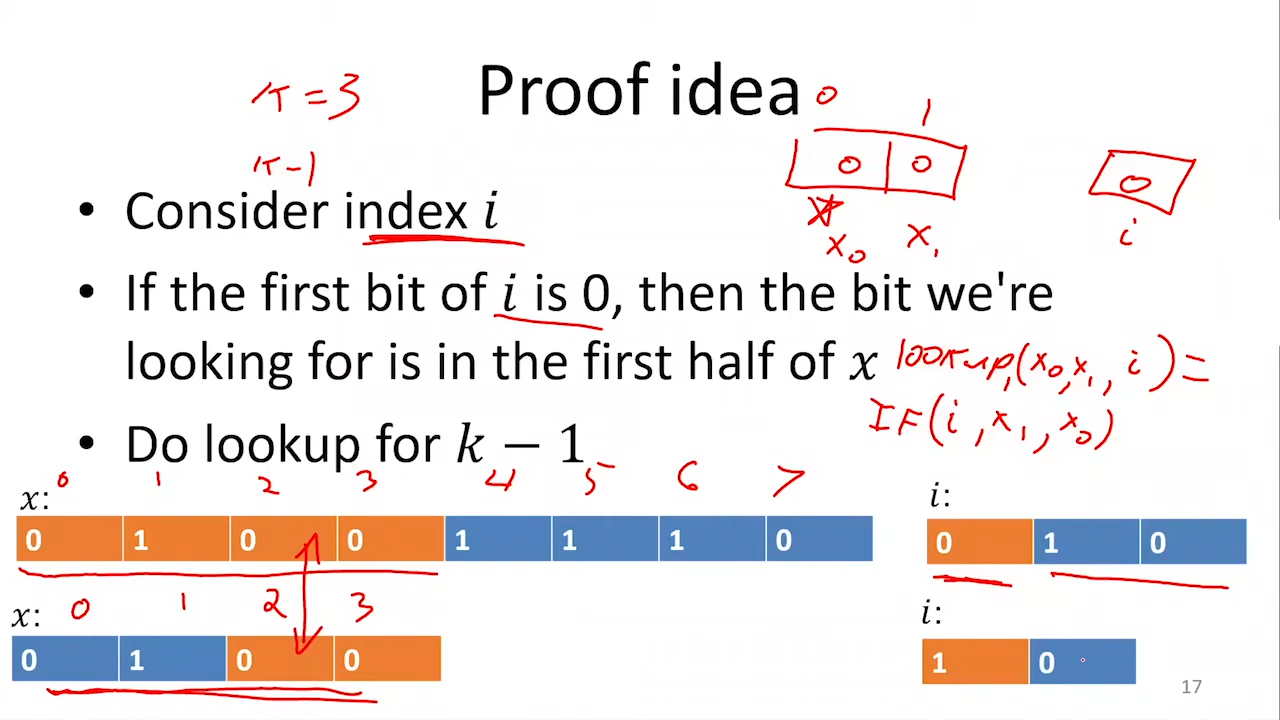 Proof idea
k = 3
k-1
0 1
0 0
x0 x1
0
i
• Consider index i
• If the first bit of i is 0, then the bit we're
looking for is in the first half of x
lookup1(x0,x1, i) =
IF(i, x1, x0)
• Do lookup for k − 1
0 1 2 3 4 5 6 7
x:
0 1 0 0 1 1 1 0
i:
0 1 0
x:
0 1 2 3
0 1 0 0
i:
1 0
17